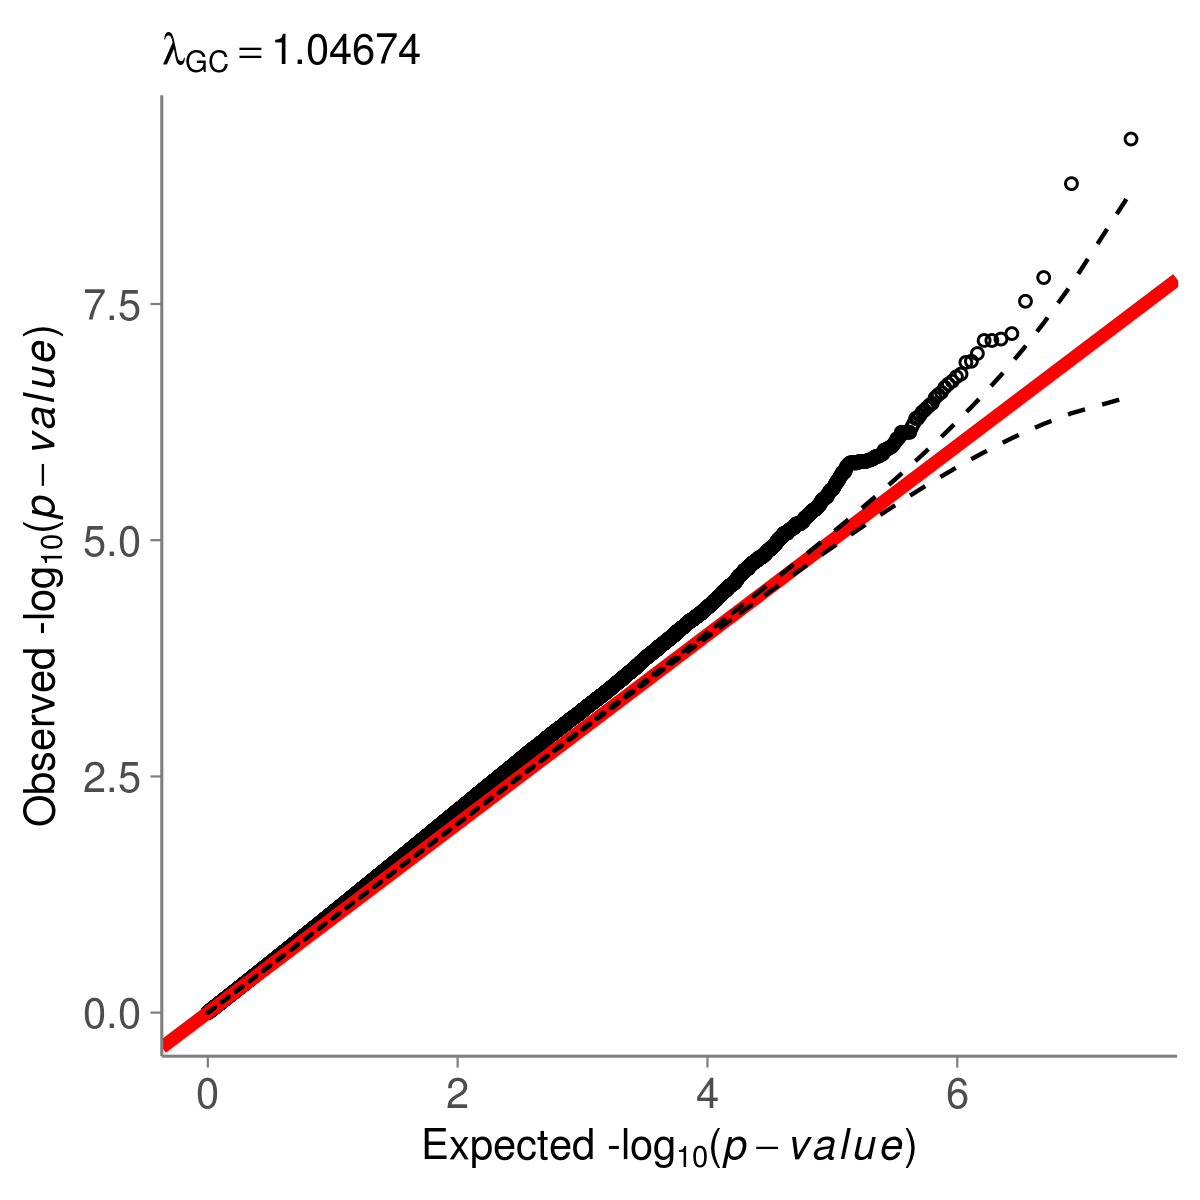 λGC = 1.04674
Observed -log10(p − value)
7.5
5.0
2.5
0.0
0 2 4 6
Expected -log10(p − value)